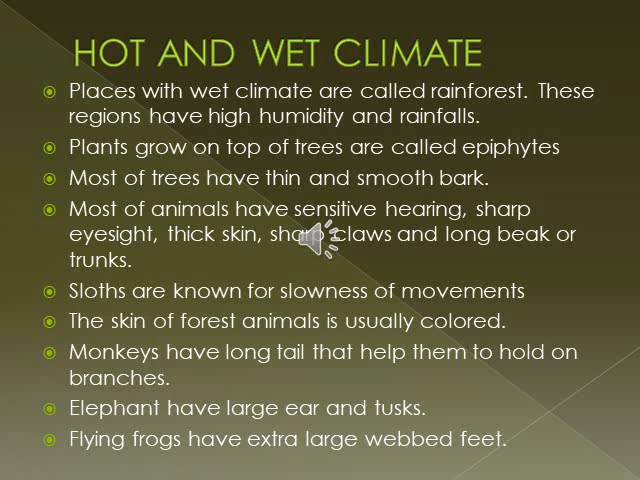 HOT AND WET CLIMATE
Places with wet climate are called rainforest. These
regions have high humidity and rainfalls.
Plants grow on top of trees are called epiphytes
Most of trees have thin and smooth bark.
Most of animals have sensitive hearing, sharp
eyesight, thick skin, sharp claws and long beak or
trunks.
Sloths are known for slowness of movements
The skin of forest animals is usually colored.
Monkeys have long tail that help them to hold on
branches.
Elephant have large ear and tusks.
Flying frogs have extra large webbed feet.